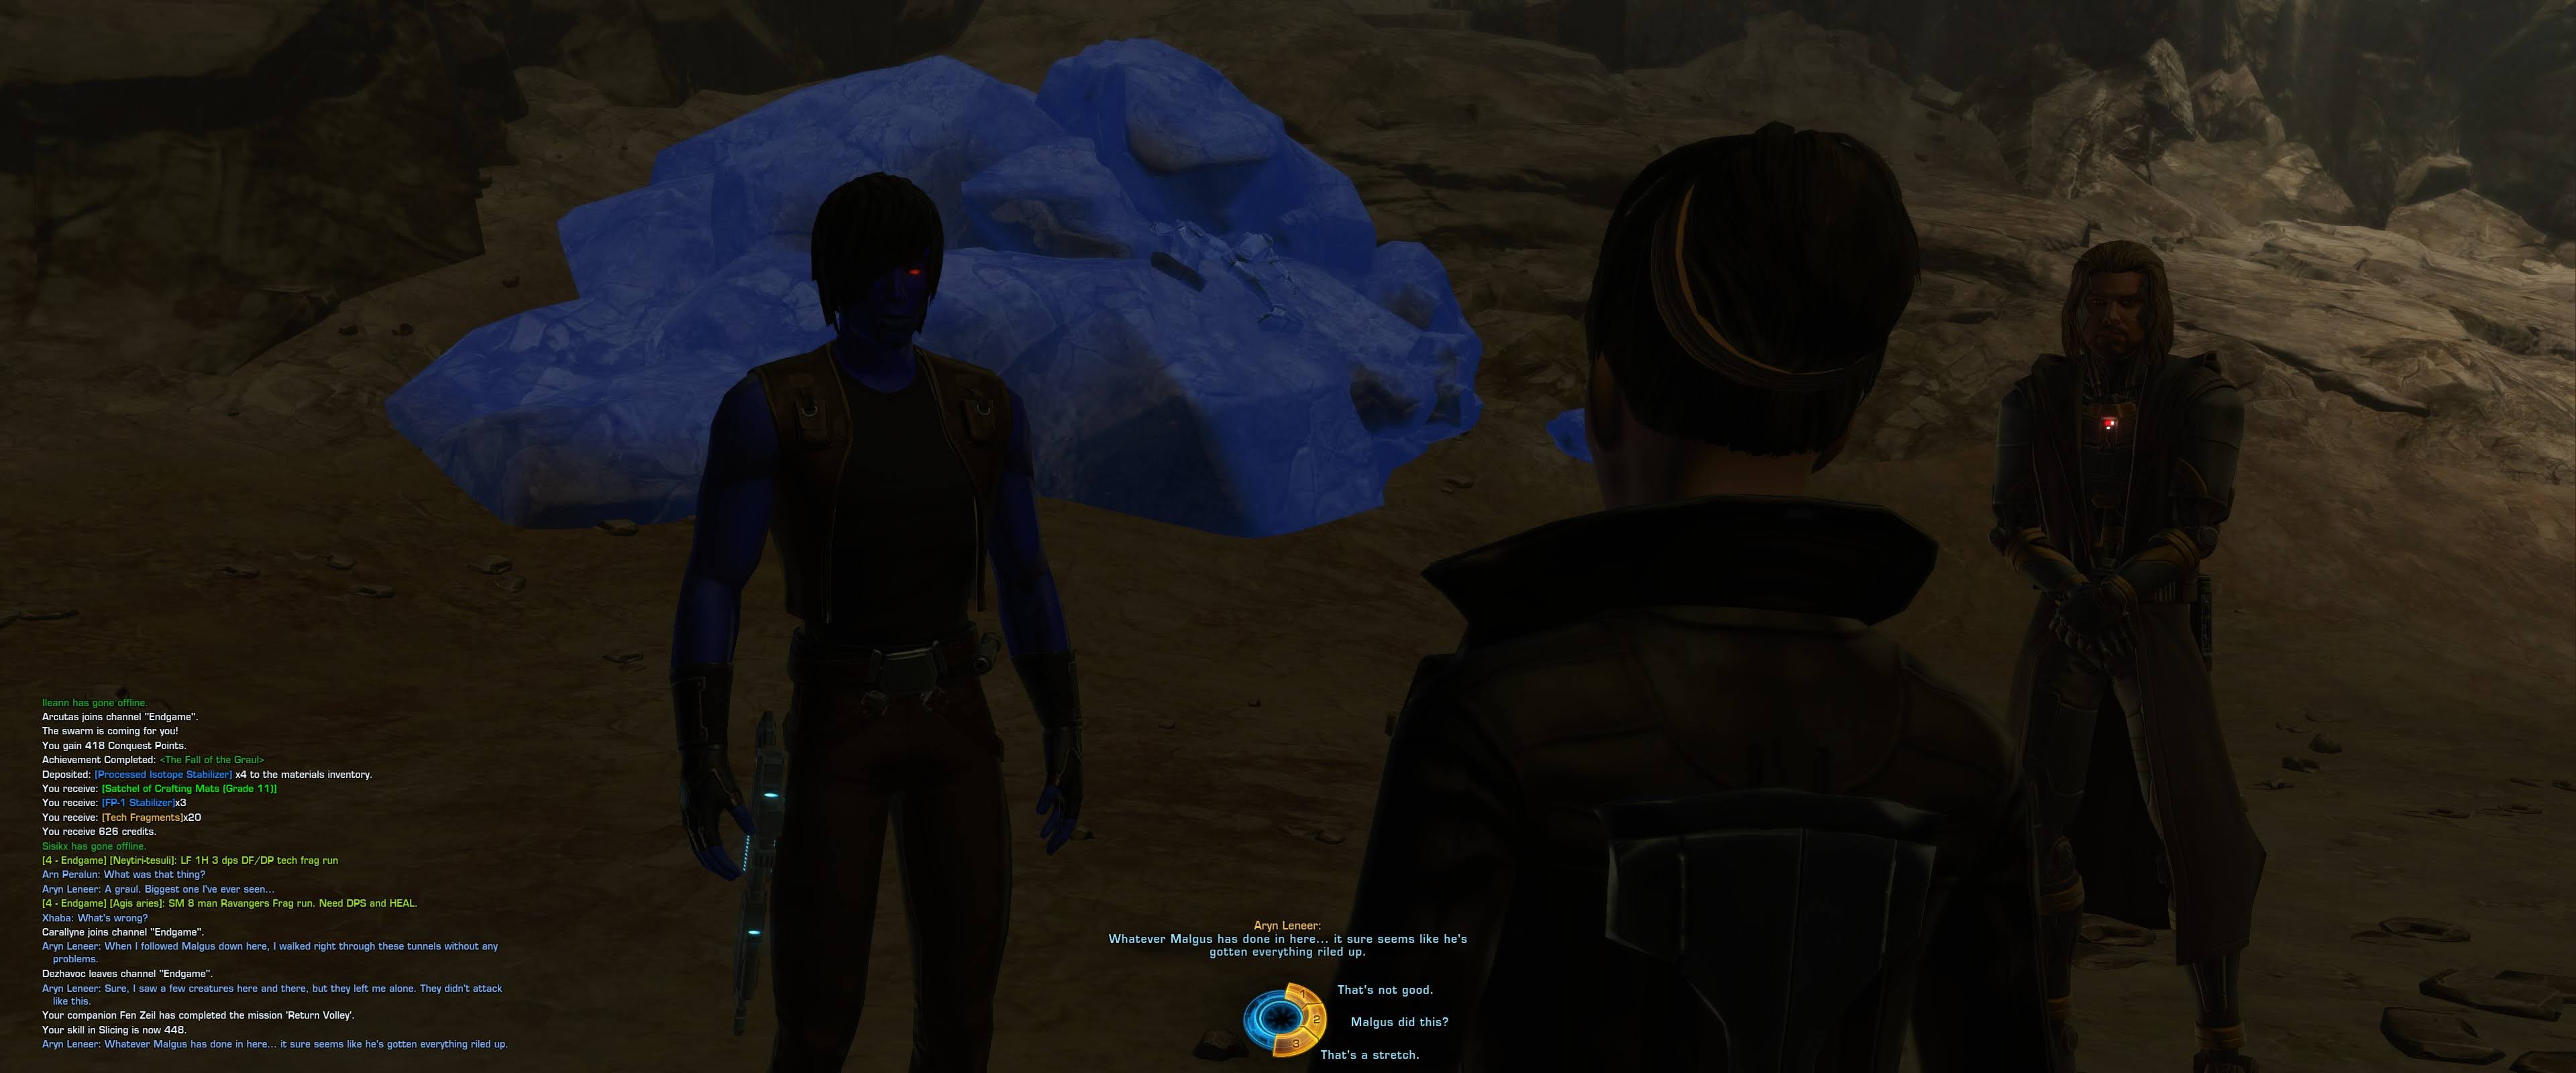 Ileann has gone offline.
Arcutas joins channel "Endgame".
The swarm is coming for you!
You gain 418 Conquest Points.
Achievement Completed: <The Fall of the Graul>
Deposited: [Processed Isotope Stabilizer] x4 to the materials inventory.
You receive: [Satchel of Crafting Mats (Grade 11)]
You receive: [FP-1 Stabilizer]x3
You receive: [Tech Fragments]x20
You receive 626 credits.
Sisikx has gone offline.
[4 - Endgame] [Neytiri-tesuli]: LF 1H 3 dps DF/DP tech frag run
Arn Peralun: What was that thing?
Aryn Leneer: A graul. Biggest one I've ever seen...
[4 - Endgame] [Agis aries]: SM 8 man Ravangers Frag run. Need DPS and HEAL.
Xhaba: What's wrong?
Carallyne joins channel "Endgame".
Aryn Leneer: When I followed Malgus down here, I walked right through these tunnels without any
problems.
Dezhavoc leaves channel "Endgame".
Aryn Leneer: Sure, I saw a few creatures here and there, but they left me alone. They didn't attack
like this.
Your companion Fen Zeil has completed the mission 'Return Volley'.
Your skill in Slicing is now 448.
Aryn Leneer: Whatever Malgus has done in here... it sure seems like he's gotten everything riled up.
Aryn Leneer:
Whatever Malgus has done in here... it sure seems like he's
gotten everything riled up.
1 That's not good.
2 Malgus did this?
3 That's a stretch.